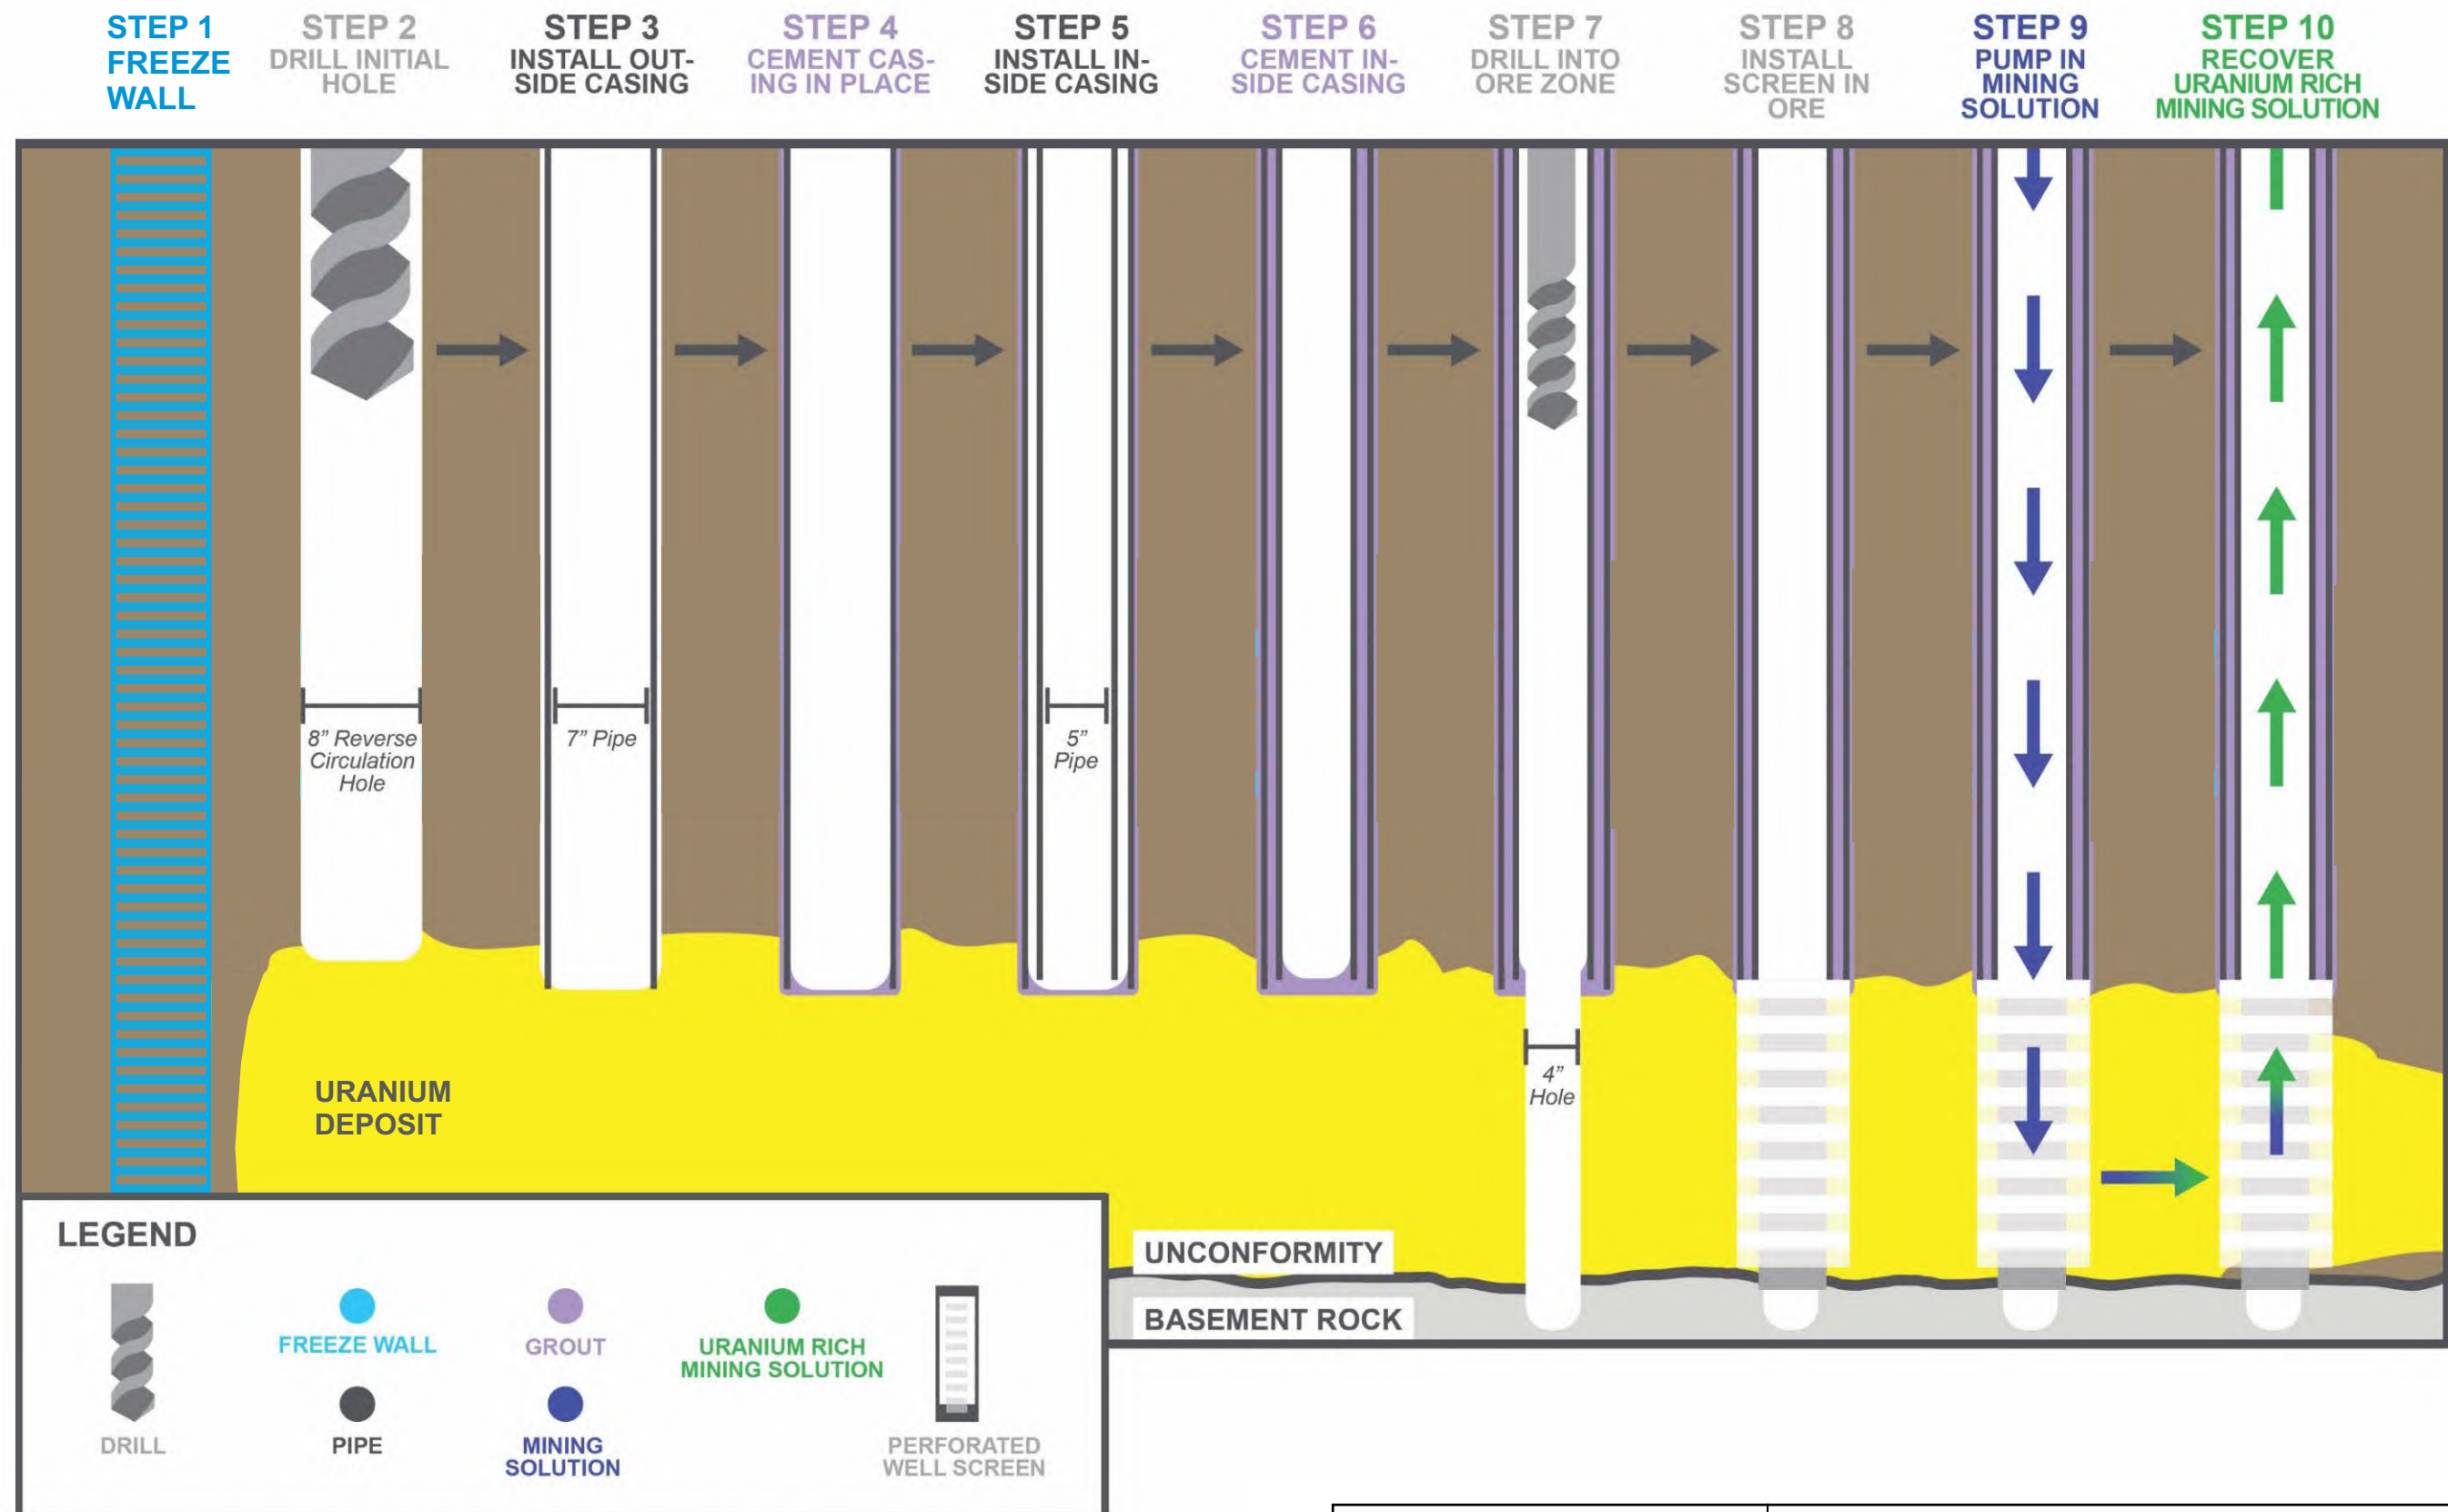 STEP 1
FREEZE
WALL
STEP 2
DRILL INITIAL
HOLE
STEP 3
INSTALL OUT-
SIDE CASING
STEP 4
CEMENT CAS-
ING IN PLACE
STEP 5
INSTALL IN-
SIDE CASING
STEP 6
CEMENT IN-
SIDE CASING
STEP 7
DRILL INTO
ORE ZONE
STEP 8
INSTALL
SCREEN IN
ORE
STEP 9
PUMP IN
MINING
SOLUTION
STEP 10
RECOVER
URANIUM RICH
MINING SOLUTION
8” Reverse
Circulation
Hole
7” Pipe
5”
Pipe
4”
Hole
URANIUM
DEPOSIT
UNCONFORMITY
BASEMENT ROCK
LEGEND
DRILL
FREEZE WALL
PIPE
GROUT
MINING
SOLUTION
URANIUM RICH
MINING SOLUTION
PERFORATED
WELL SCREEN